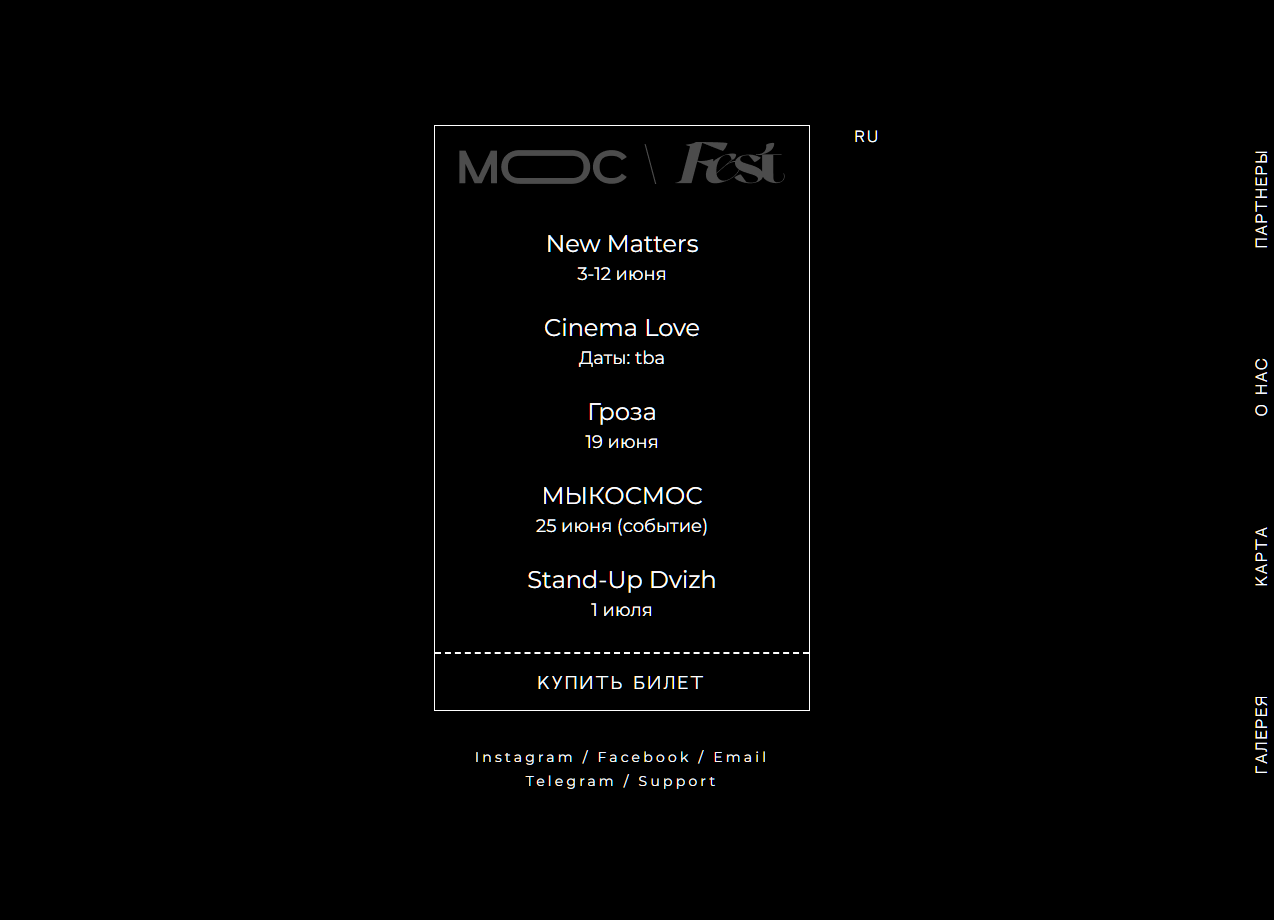 MOOC \ Fest
RU
New Matters
3-12 июня
Cinema Love
Даты: tba
Гроза
19 июня
МЫКОСМОС
25 июня (событие)
Stand-Up Dvizh
1 июля
КУПИТЬ БИЛЕТ
Instagram / Facebook / Email
Telegram / Support
ПАРТНЕРЫ
О НАС
КАРТА
ГАЛЕРЕЯ